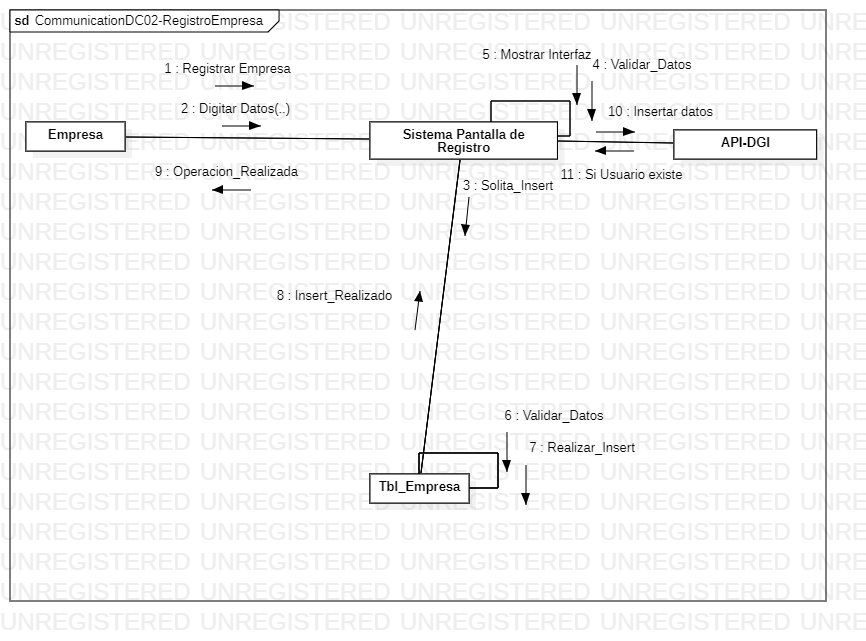 sd CommunicationDC02-RegistroEmpresa
1 : Registrar Empresa
2 : Digitar Datos(..)
5 : Mostrar Interfaz
4 : Validar_Datos
10 : Insertar datos
Empresa
Sistema Pantalla de
Registro
API-DGI
9 : Operacion_Realizada
3 : Solita_Insert
11 : Si Usuario existe
8 : Insert_Realizado
6 : Validar_Datos
7 : Realizar_Insert
Tbl_Empresa
UNREGISTERED